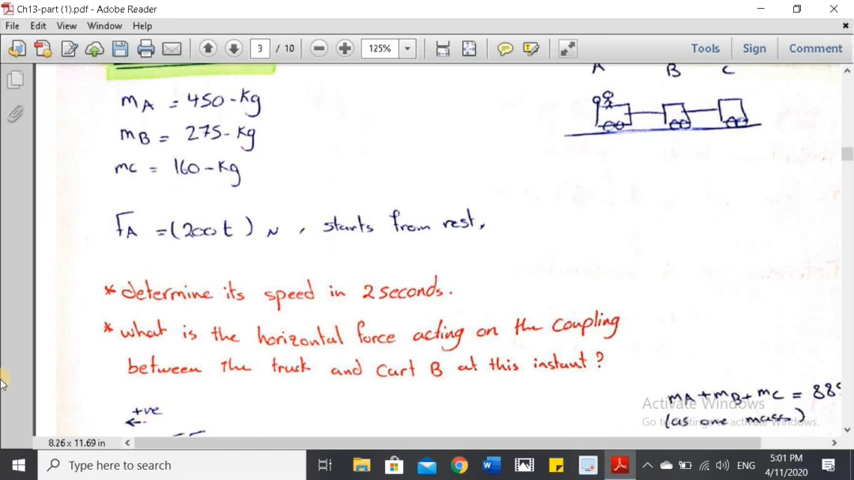 Ch13-part (1).pdf - Adobe Reader
File Edit View Window Help
3 / 10 125% Tools Sign Comment
A B C
mA = 450-kg
mB = 275-kg
mc = 160-kg
FA = (200t) N, starts from rest,
* determine its speed in 2 seconds.
* what is the horizontal force acting on the coupling
between the truck and cart B at this instant?
+ve
mA + mB + mC = 885
(as one mass)
Activate Windows
8.26 x 11.69 in
Type here to search
ENG
5:01 PM
4/11/2020